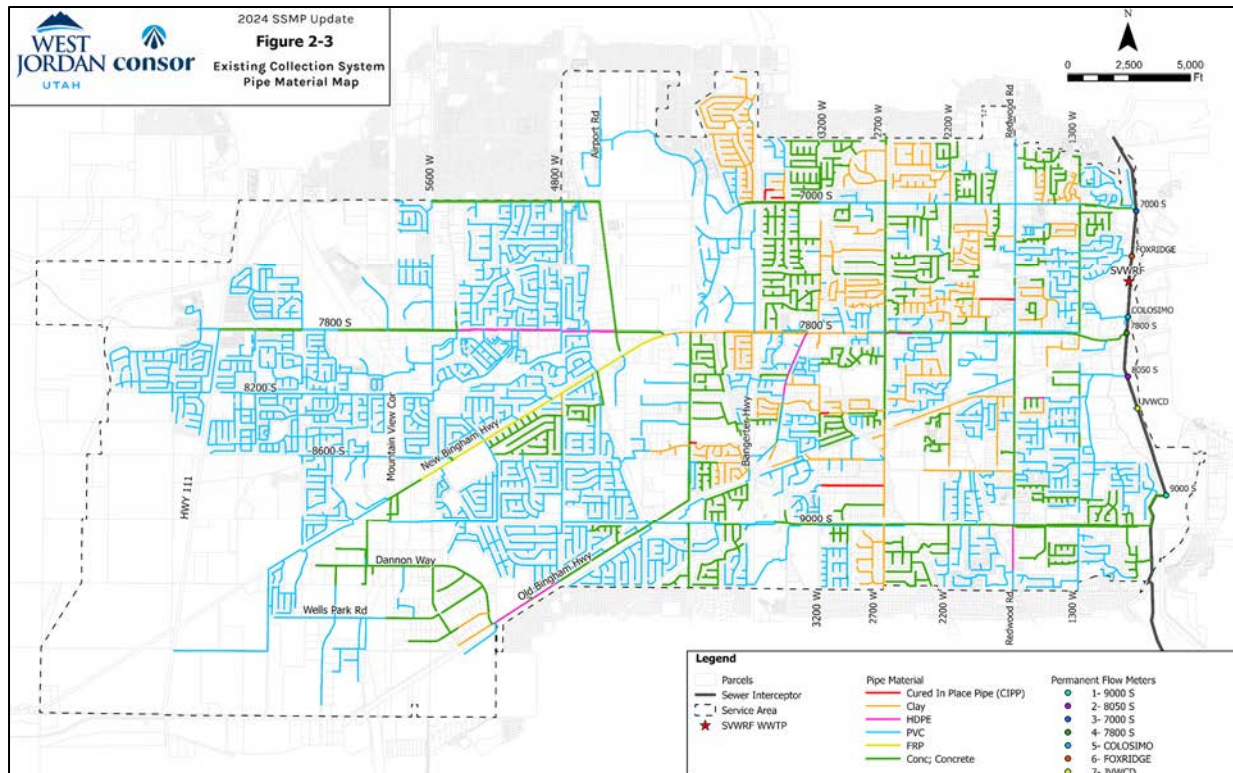 WEST
JORDAN
UTAH
consor
2024 SSMP Update
Figure 2-3
Existing Collection System
Pipe Material Map
N
0 2,500 5,000
Ft
5600 W
4800 W
Airport Rd
3200 W
2700 W
2200 W
Redwood Rd
1300 W
7000 S
7000 S
FOXRIDGE
SVWRF
COLOSIMO
7800 S
7800 S
7800 S
8050 S
JVWCD
8200 S
Mountain View Cor
New Bingham Hwy
Bangerter Hwy
8600 S
HWY 111
9000 S
9000 S
Dannon Way
Old Bingham Hwy
Wells Park Rd
3200 W
2700 W
2200 W
Redwood Rd
1300 W
Legend
Parcels
Sewer Interceptor
Service Area
SVWRF WWTP
Pipe Material
Cured In Place Pipe (CIPP)
Clay
HDPE
PVC
FRP
Conc; Concrete
Permanent Flow Meters
1- 9000 S
2- 8050 S
3- 7000 S
4- 7800 S
5- COLOSIMO
6- FOXRIDGE
7- JVWCD